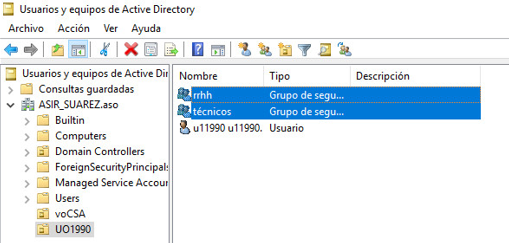 Usuarios y equipos de Active Directory
Archivo Acción Ver Ayuda
Usuarios y equipos de Active Dir
Consultas guardadas
ASIR_SUAREZ.aso
Builtin
Computers
Domain Controllers
ForeignSecurityPrincipals
Managed Service Accoun
Users
voCSA
UO1990
Nombre Tipo Descripción
rrhh Grupo de segu...
técnicos Grupo de segu...
u11990 u11990. Usuario